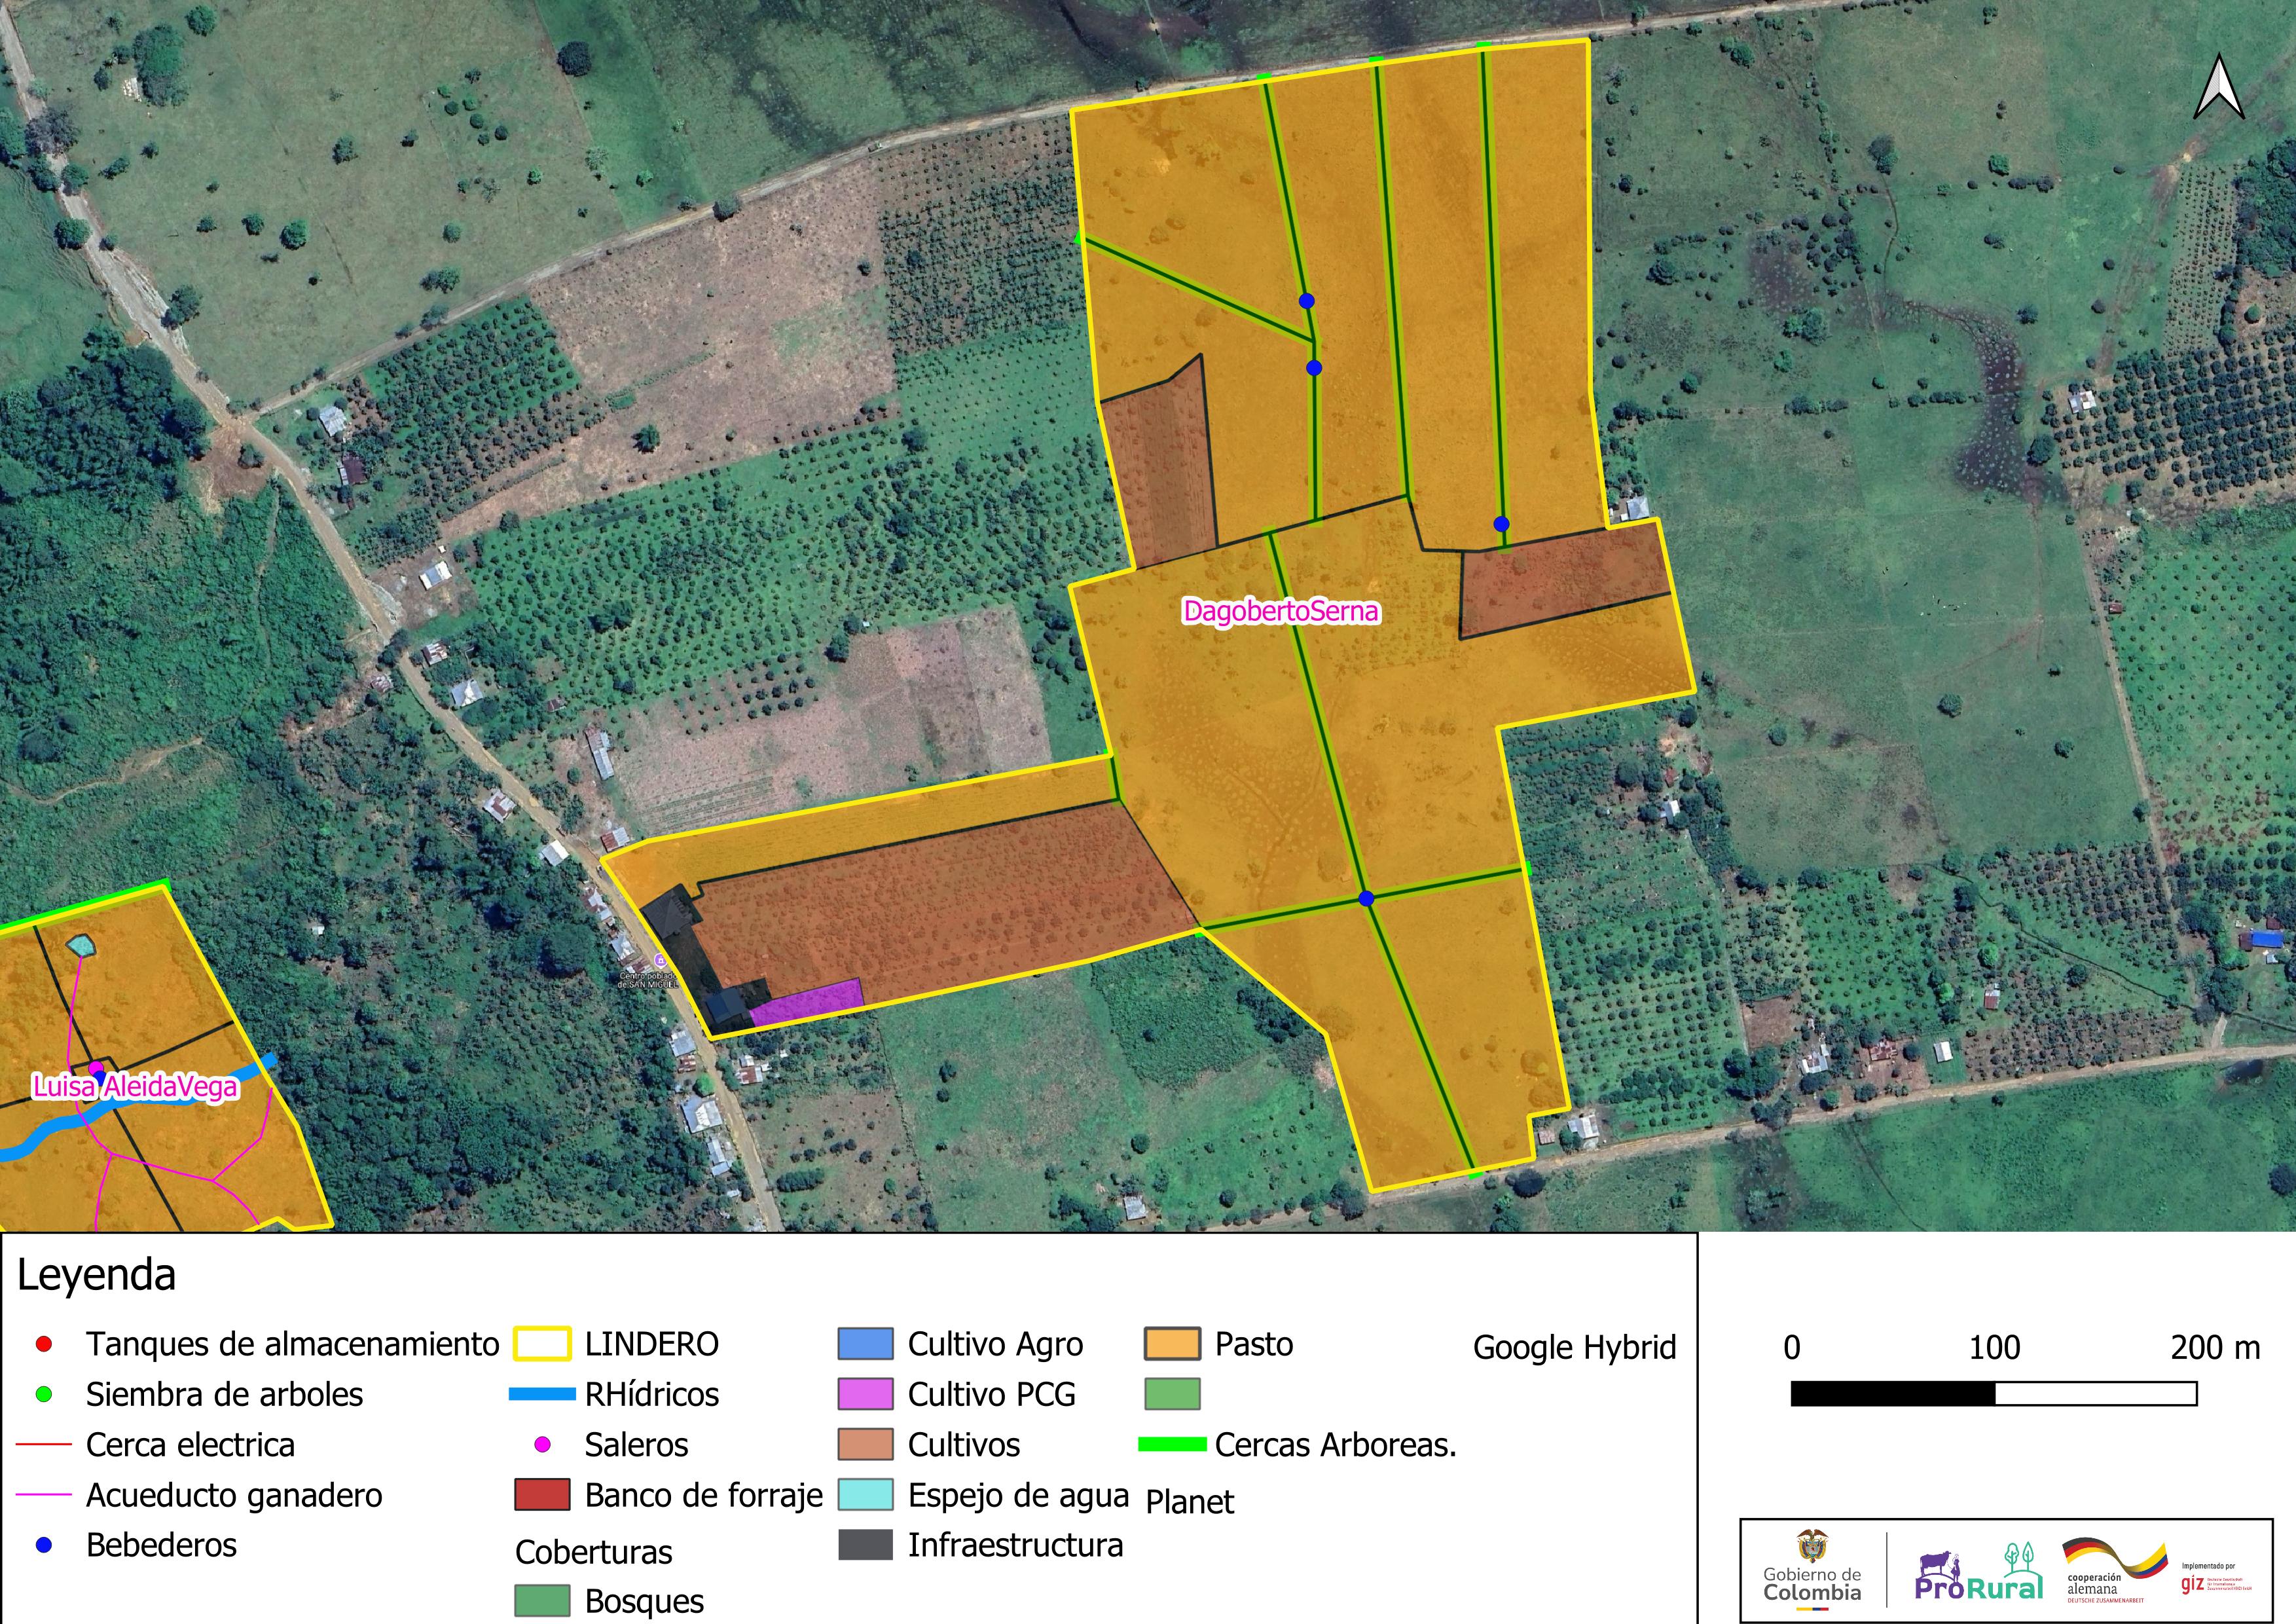 DagobertoSerna
Centro poblad
de SAN MIGUEL
Luisa AleidaVega
Leyenda
Tanques de almacenamiento
Siembra de arboles
Cerca electrica
Acueducto ganadero
Bebederos
LINDERO
RHídricos
Saleros
Banco de forraje
Coberturas
Bosques
Cultivo Agro
Cultivo PCG
Cultivos
Espejo de agua
Infraestructura
Pasto
Cercas Arboreas.
Planet
Google Hybrid
0 100 200 m
Gobierno de
Colombia
ProRural
cooperación
alemana
DEUTSCHE ZUSAMMENARBEIT
Implementado por
giz